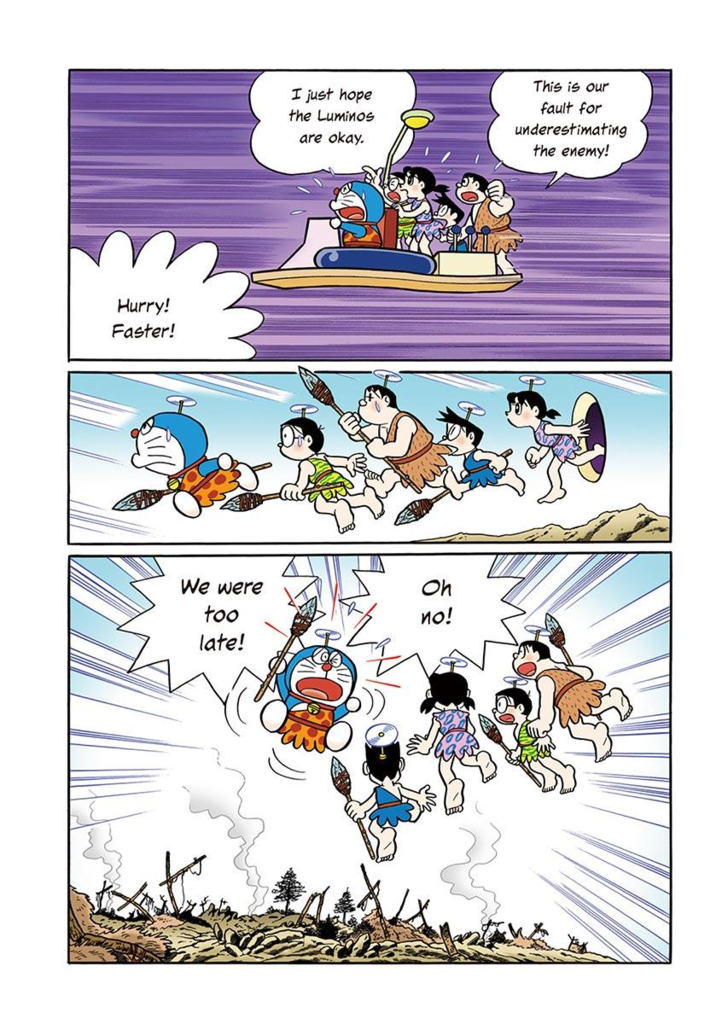 I just hope
the Luminos
are okay.
This is our
fault for
underestimating
the enemy!
Hurry!
Faster!
We were
too
late!
Oh
no!